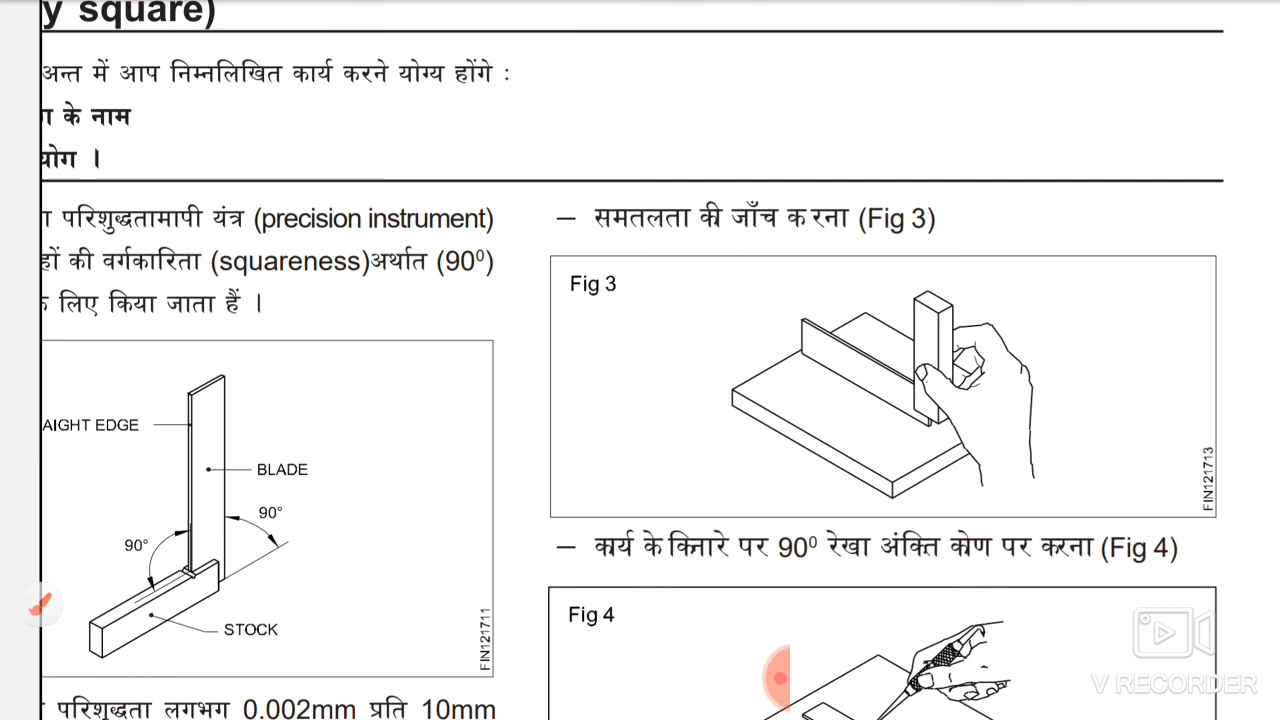 y square)
अन्त में आप निम्नलिखित कार्य करने योग्य होंगे :
के नाम
।
परिशुद्धतामापी यंत्र (precision instrument)
की वर्गकारिता (squareness)अर्थात (90⁰)
लिए किया जाता हैं ।
AIGHT EDGE
BLADE
90°
90°
STOCK
FIN121711
परिशुद्धता लगभग 0.002mm प्रति 10mm
– समतलता की जाँच करना (Fig 3)
Fig 3
FIN121713
– कार्य के किनारे पर 90⁰ रेखा अंकित कोण पर करना (Fig 4)
Fig 4
V RECORDER